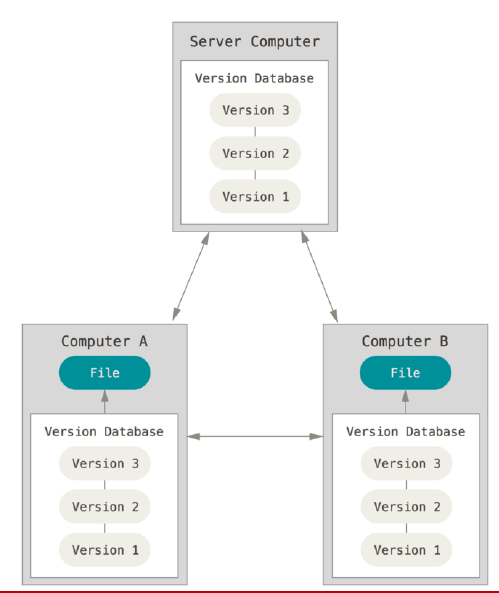 Server Computer
Version Database
Version 3
Version 2
Version 1
Computer A
File
Version Database
Version 3
Version 2
Version 1
Computer B
File
Version Database
Version 3
Version 2
Version 1